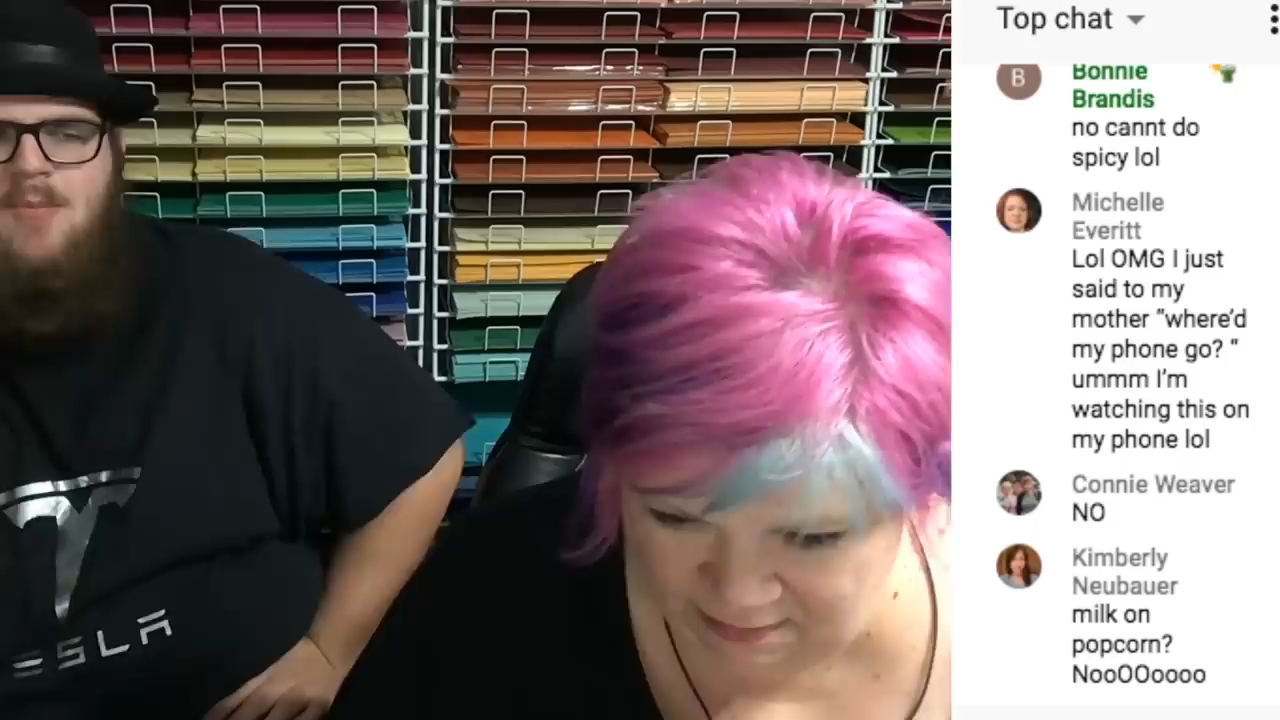 Top chat
Bonnie
Brandis
no cannt do
spicy lol
Michelle
Everitt
Lol OMG I just
said to my
mother "where'd
my phone go? "
ummm I'm
watching this on
my phone lol
Connie Weaver
NO
Kimberly
Neubauer
milk on
popcorn?
NooOOoooo
B
T
ESLA